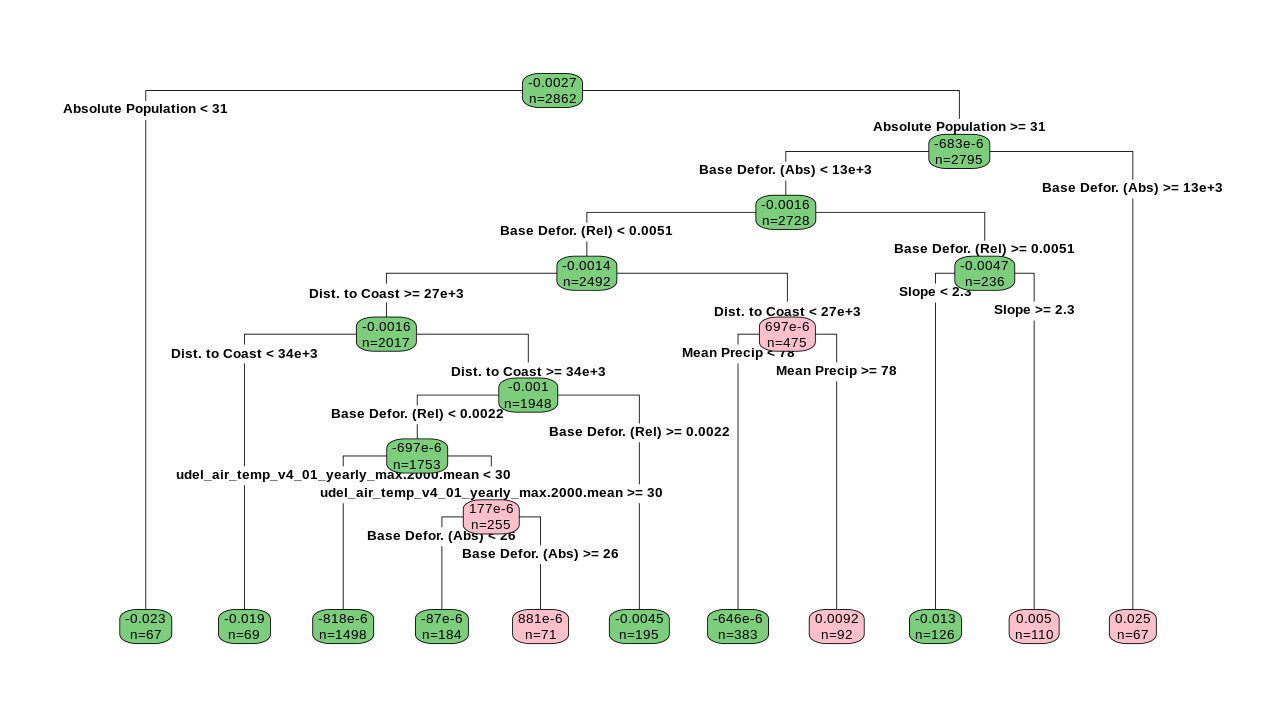 -0.0027
n=2862
Absolute Population < 31
Absolute Population >= 31
-683e-6
n=2795
Base Defor. (Abs) < 13e+3
Base Defor. (Abs) >= 13e+3
-0.0016
n=2728
Base Defor. (Rel) < 0.0051
Base Defor. (Rel) >= 0.0051
-0.0014
n=2492
-0.0047
n=236
Dist. to Coast >= 27e+3
Slope < 2.3
Slope >= 2.3
Dist. to Coast < 27e+3
-0.0016
n=2017
697e-6
n=475
Dist. to Coast < 34e+3
Mean Precip < 78
Dist. to Coast >= 34e+3
Mean Precip >= 78
-0.001
n=1948
Base Defor. (Rel) < 0.0022
Base Defor. (Rel) >= 0.0022
-697e-6
n=1753
udel_air_temp_v4_01_yearly_max.2000.mean < 30
udel_air_temp_v4_01_yearly_max.2000.mean >= 30
177e-6
n=255
Base Defor. (Abs) < 26
Base Defor. (Abs) >= 26
-0.023
n=67
-0.019
n=69
-818e-6
n=1498
-87e-6
n=184
881e-6
n=71
-0.0045
n=195
-646e-6
n=383
0.0092
n=92
-0.013
n=126
0.005
n=110
0.025
n=67